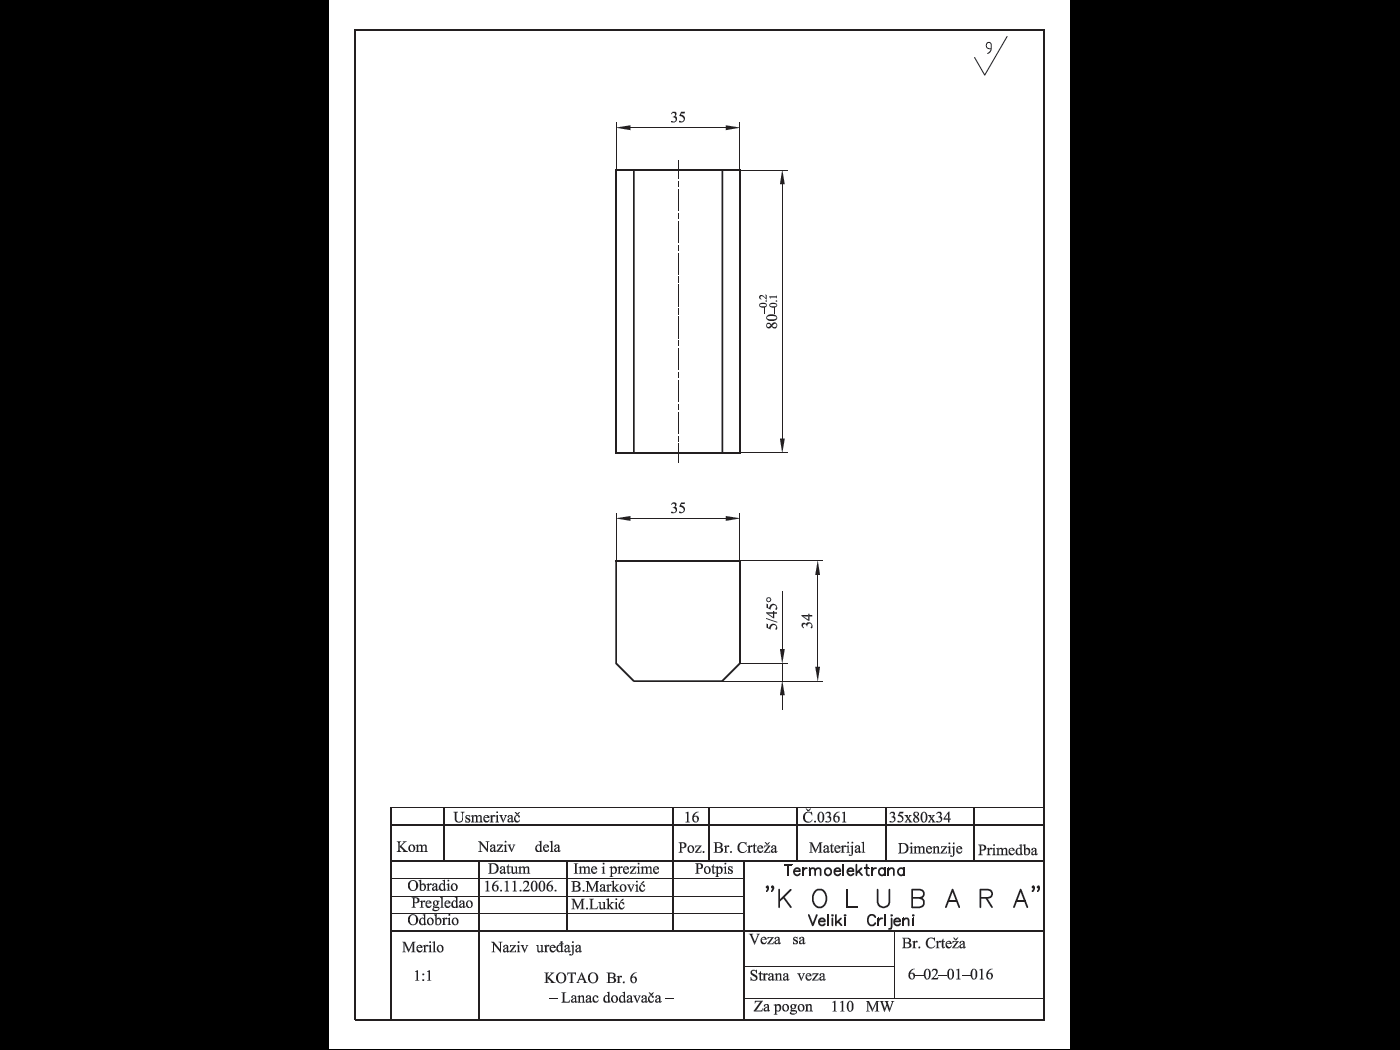 9
35
80 -0.2 -0.1
35
5/45°
34
Usmerivač 16 Č.0361 35x80x34
Kom Naziv dela Poz. Br. Crteža Materijal Dimenzije Primedba
Datum Ime i prezime Potpis
Obradio 16.11.2006. B.Marković
Pregledao M.Lukić
Odobrio
Termoelektrana
"K O L U B A R A"
Veliki Crljeni
Merilo
1:1
Naziv uređaja
KOTAO Br. 6
– Lanac dodavača –
Veza sa
Strana veza
Br. Crteža
6–02–01–016
Za pogon 110 MW